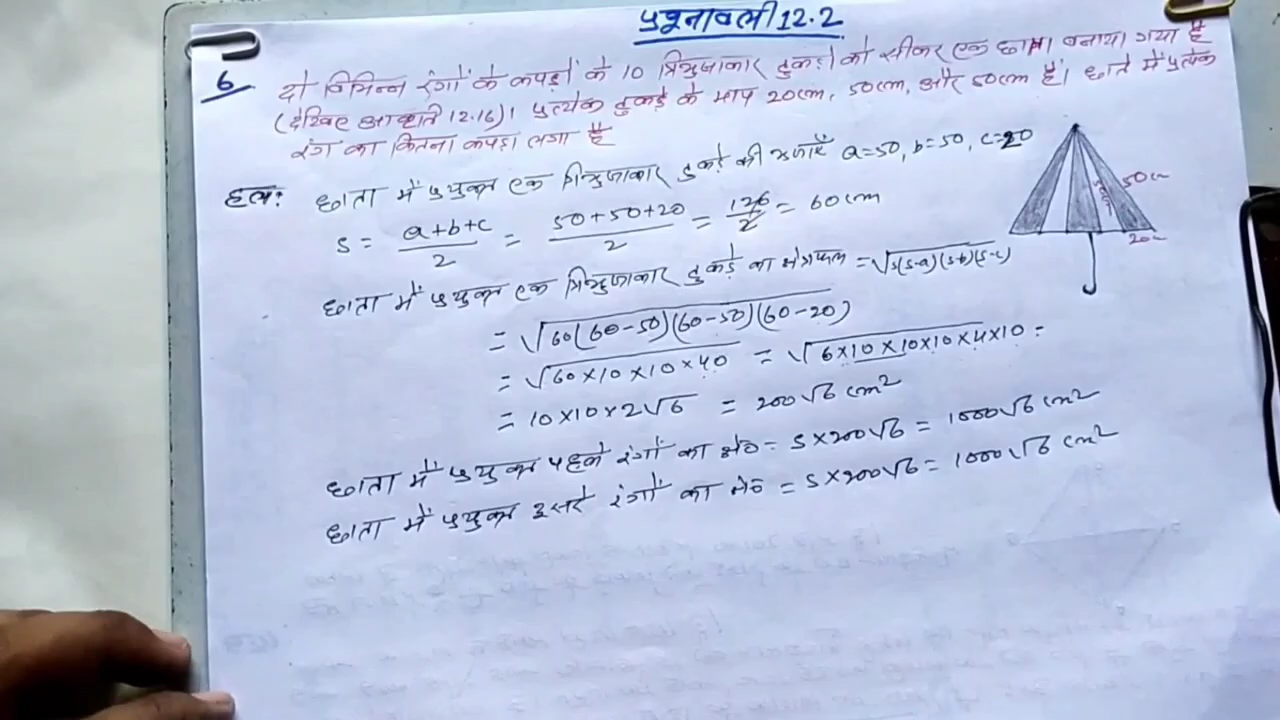 प्रश्नावली 12.2
6 दो विभिन्न रंगों के कपड़ों के 10 त्रिभुजाकार टुकड़ों को सीकर एक छाता बनाया गया है
(देखिए आकृति 12.16)। प्रत्येक टुकड़े के माप 20cm, 50cm, और 50cm है। छाते में प्रत्येक
रंग का कितना कपड़ा लगा है
हल: छाता में प्रयुक्त एक त्रिभुजाकार टुकड़े की भुजाएँ a=50, b=50, c=20
S = a+b+c/2 = 50+50+20/2 = 120/2 = 60cm
छाता में प्रयुक्त एक त्रिभुजाकार टुकड़े का क्षेत्रफल = √s(s-a)(s-b)(s-c)
= √60(60-50)(60-50)(60-20)
= √60×10×10×40 = √6×10×10×10×4×10 =
= 10×10×2√6 = 200√6 cm²
छाता में प्रयुक्त पहले रंगों का क्षे० = 5×200√6 = 1000√6 cm²
छाता में प्रयुक्त दुसरे रंगों का क्षे० = 5×200√6 = 1000√6 cm²
50cm
20cm